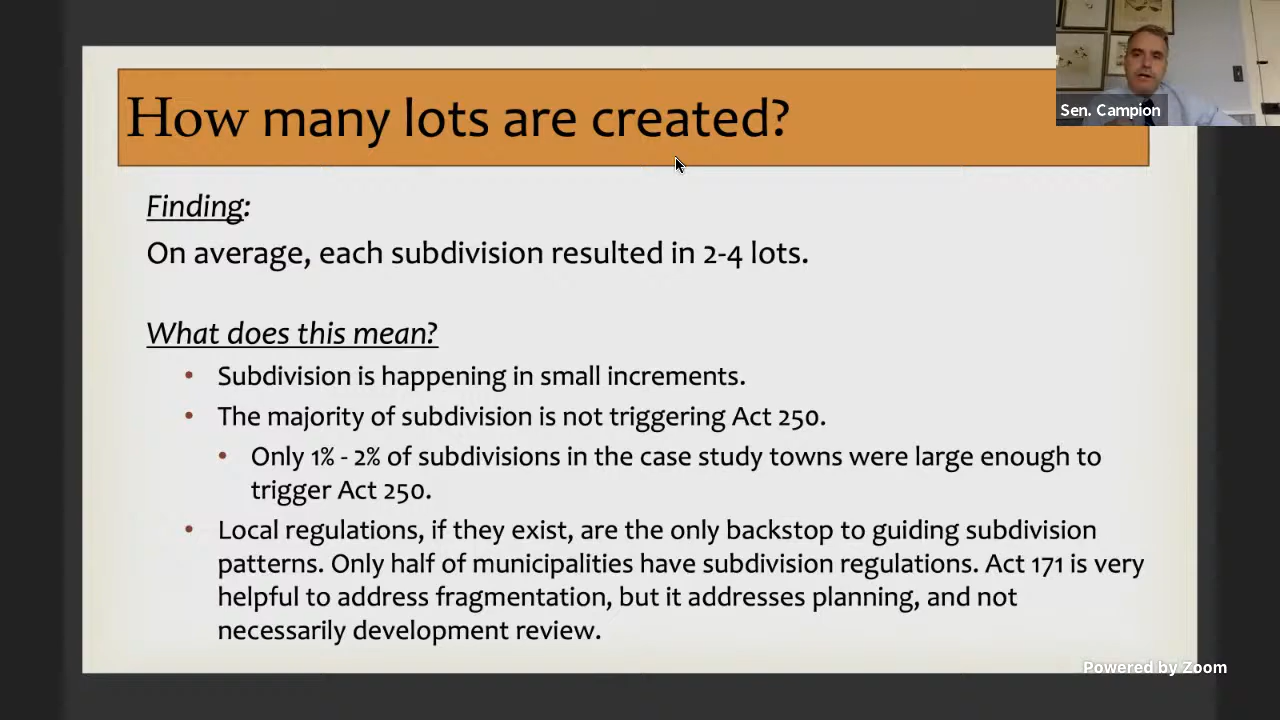 How many lots are created?
Sen. Campion
Finding:
On average, each subdivision resulted in 2-4 lots.
What does this mean?
• Subdivision is happening in small increments.
• The majority of subdivision is not triggering Act 250.
• Only 1% - 2% of subdivisions in the case study towns were large enough to
trigger Act 250.
• Local regulations, if they exist, are the only backstop to guiding subdivision
patterns. Only half of municipalities have subdivision regulations. Act 171 is very
helpful to address fragmentation, but it addresses planning, and not
necessarily development review.
Powered by Zoom